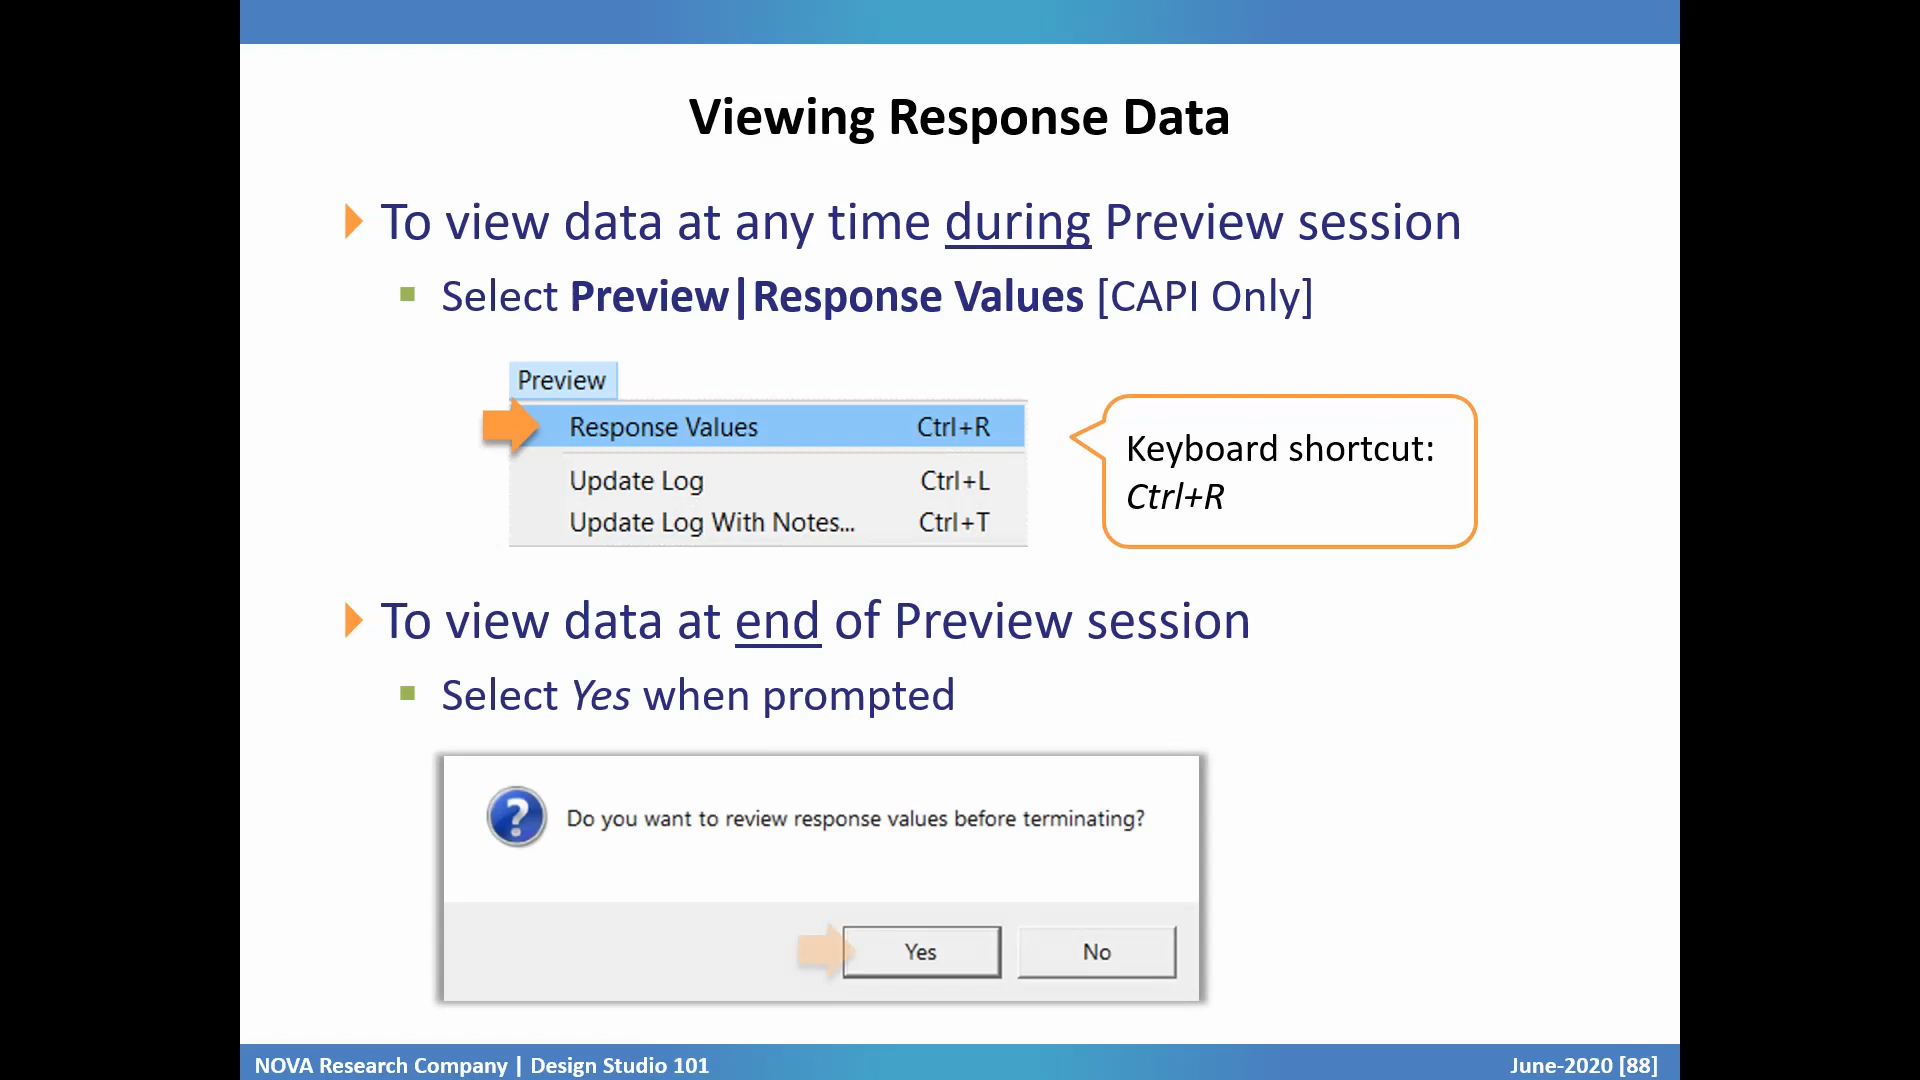 Viewing Response Data
To view data at any time during Preview session
Select Preview|Response Values [CAPI Only]
Preview
Response Values Ctrl+R
Update Log Ctrl+L
Update Log With Notes... Ctrl+T
Keyboard shortcut:
Ctrl+R
To view data at end of Preview session
Select Yes when prompted
?
Do you want to review response values before terminating?
Yes No
NOVA Research Company | Design Studio 101 June-2020 [88]